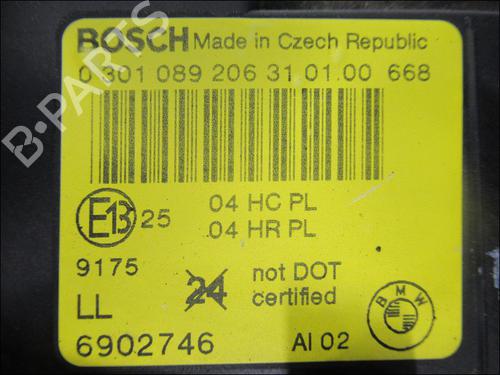 BOSCH Made in Czech Republic
0 301 089 206 31 01.00 668
E13 25
04 HC PL
04 HR PL
9175
24
not DOT
certified
LL
BMW
6902746
AI 02
B-PARTS